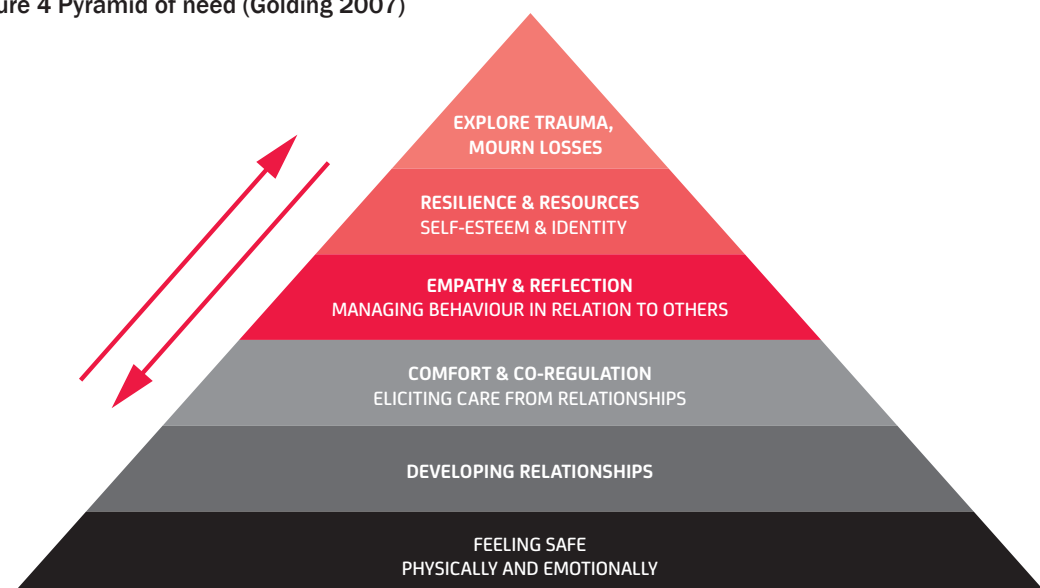 ure 4 Pyramid of need (Golding 2007)
EXPLORE TRAUMA,
MOURN LOSSES
RESILIENCE & RESOURCES
SELF-ESTEEM & IDENTITY
EMPATHY & REFLECTION
MANAGING BEHAVIOUR IN RELATION TO OTHERS
COMFORT & CO-REGULATION
ELICITING CARE FROM RELATIONSHIPS
DEVELOPING RELATIONSHIPS
FEELING SAFE
PHYSICALLY AND EMOTIONALLY